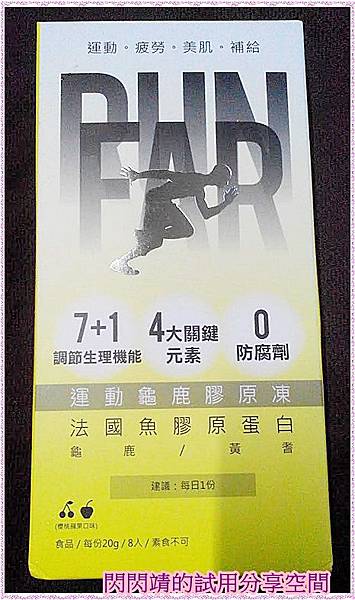 運動。疲勞。美肌。補給
RUN
FAR
7+1
調節生理機能
4大關鍵
元素
0
防腐劑
運動龜鹿膠原凍
法國魚膠原蛋白
龜鹿/黃耆
建議：每日1份
(櫻桃蘋果口味)
食品/每份20g/8入/素食不可
閃閃靖的試用分享空間